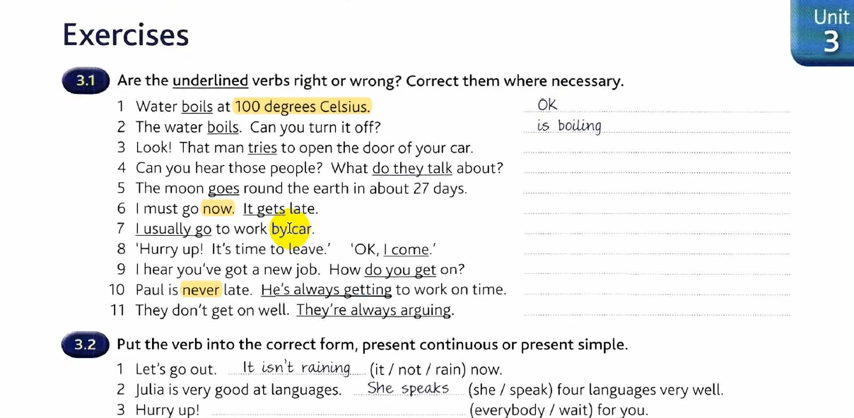 Unit
3
Exercises
3.1 Are the underlined verbs right or wrong? Correct them where necessary.
1 Water boils at 100 degrees Celsius. OK
2 The water boils. Can you turn it off? is boiling
3 Look! That man tries to open the door of your car.
4 Can you hear those people? What do they talk about?
5 The moon goes round the earth in about 27 days.
6 I must go now. It gets late.
7 I usually go to work by car.
8 ‘Hurry up! It’s time to leave.’ ‘OK, I come.’
9 I hear you’ve got a new job. How do you get on?
10 Paul is never late. He’s always getting to work on time.
11 They don’t get on well. They’re always arguing.
3.2 Put the verb into the correct form, present continuous or present simple.
1 Let’s go out. It isn’t raining (it / not / rain) now.
2 Julia is very good at languages. She speaks (she / speak) four languages very well.
3 Hurry up! (everybody / wait) for you.